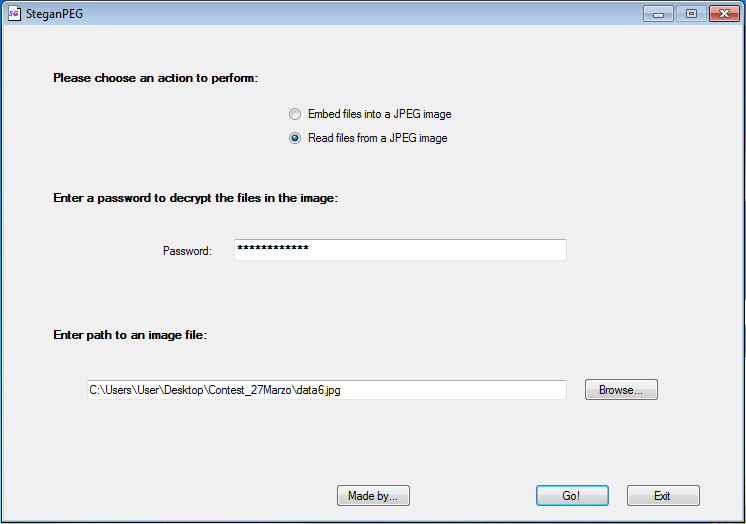 SteganPEG
Please choose an action to perform:
Embed files into a JPEG image
Read files from a JPEG image
Enter a password to decrypt the files in the image:
Password: ************
Enter path to an image file:
C:\Users\User\Desktop\Contest_27Marzo\data6.jpg Browse...
Made by... Go! Exit